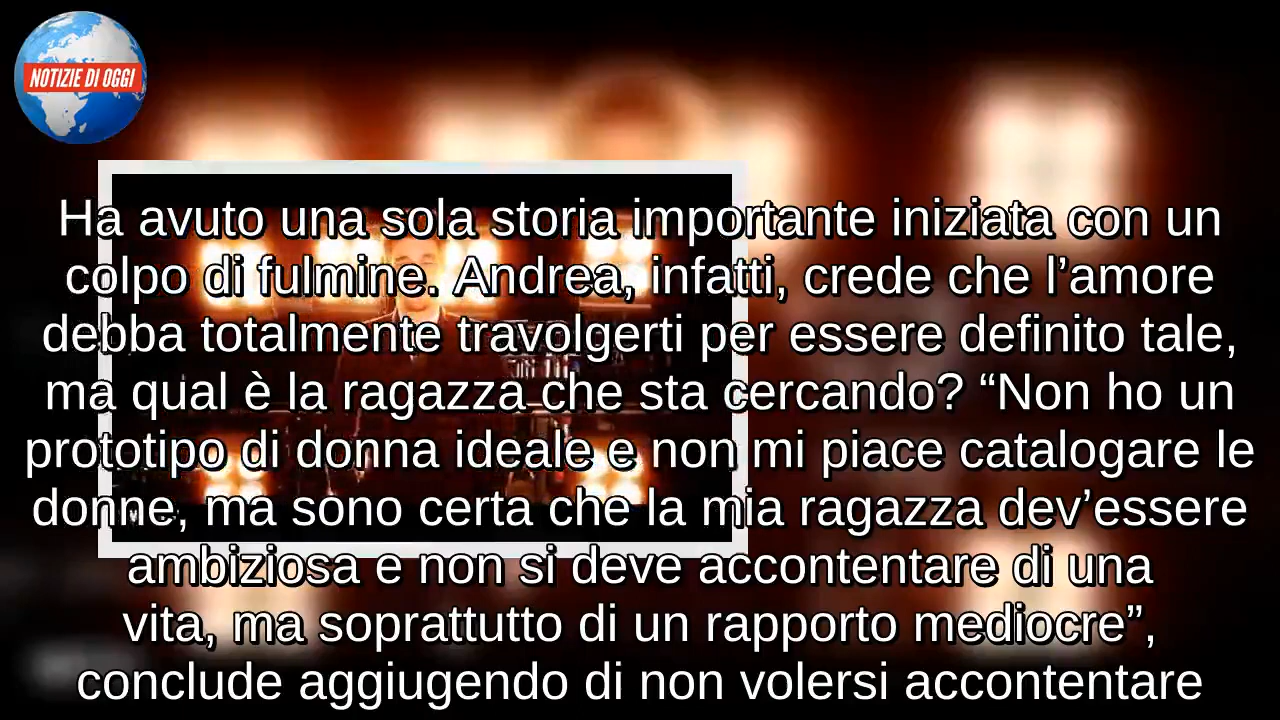 NOTIZIE DI OGGI
Ha avuto una sola storia importante iniziata con un
colpo di fulmine. Andrea, infatti, crede che l’amore
debba totalmente travolgerti per essere definito tale,
ma qual è la ragazza che sta cercando? “Non ho un
prototipo di donna ideale e non mi piace catalogare le
donne, ma sono certa che la mia ragazza dev’essere
ambiziosa e non si deve accontentare di una
vita, ma soprattutto di un rapporto mediocre”,
conclude aggiugendo di non volersi accontentare